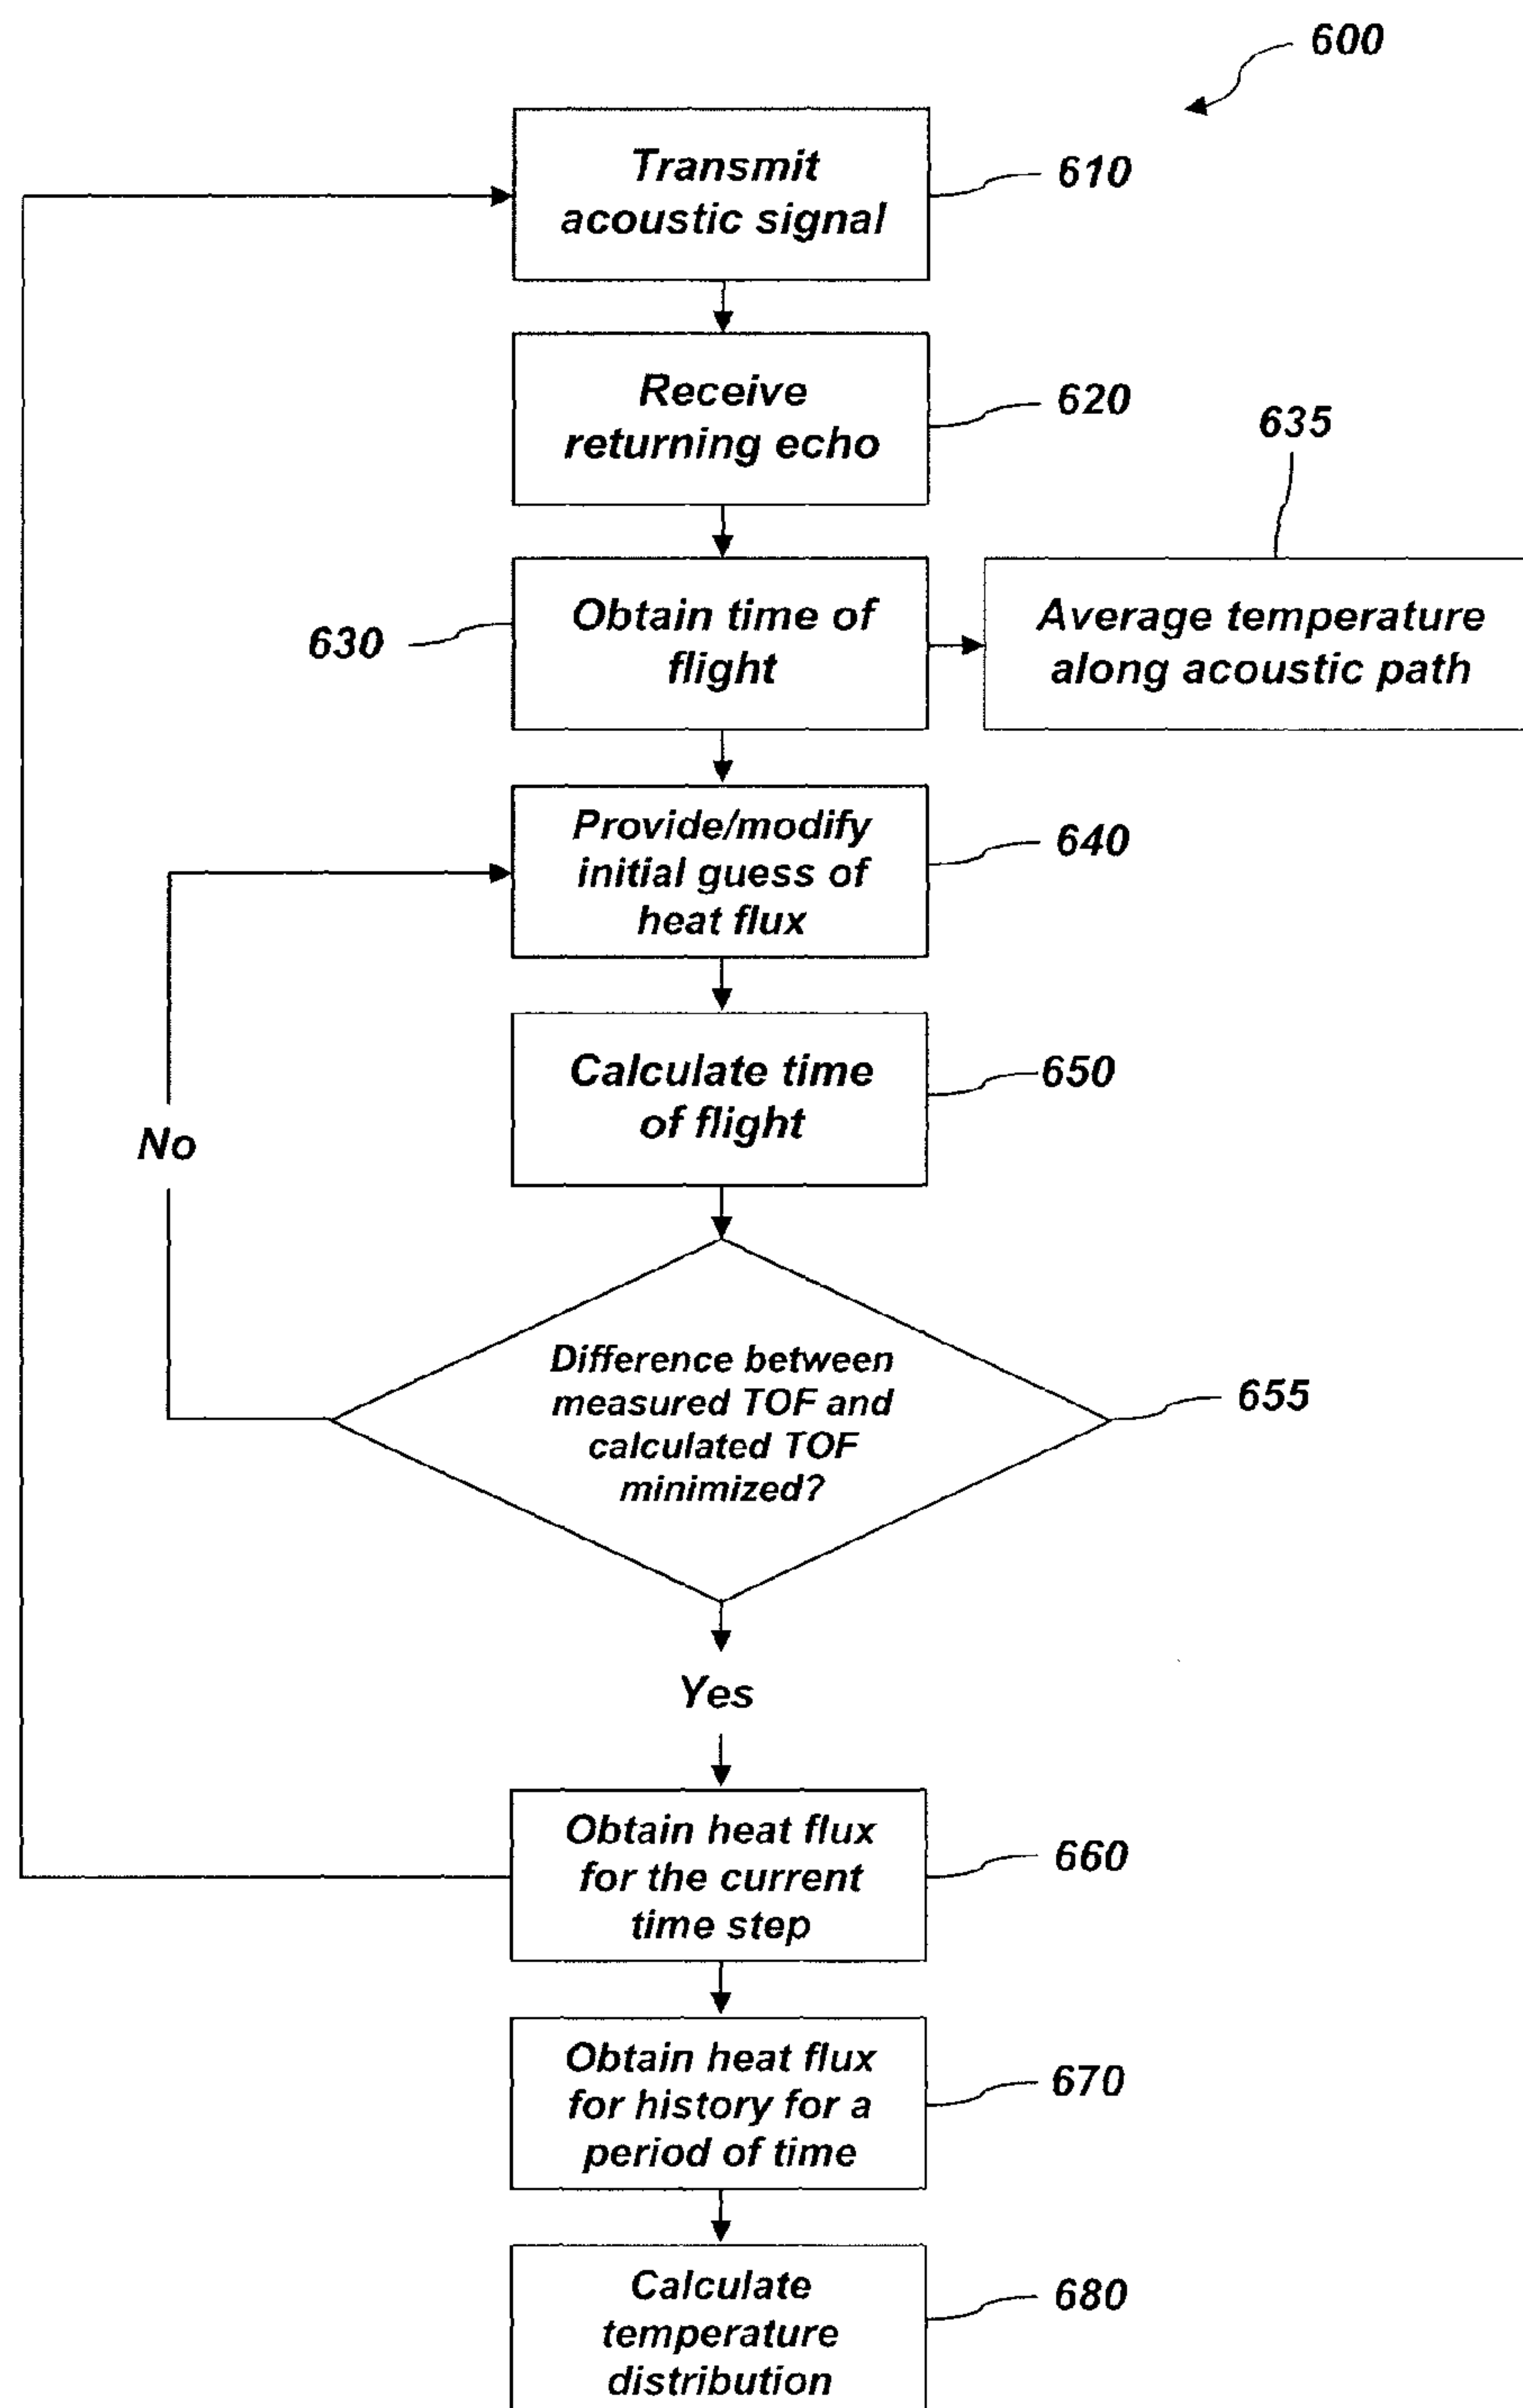 600
Transmit
acoustic signal
610
Receive
returning echo
620
635
Obtain time of
flight
630
Average temperature
along acoustic path
Provide/modify
initial guess of
heat flux
640
Calculate time
of flight
650
No
Difference between
measured TOF and
calculated TOF
minimized?
655
Yes
Obtain heat flux
for the current
time step
660
Obtain heat flux
for history for a
period of time
670
Calculate
temperature
distribution
680